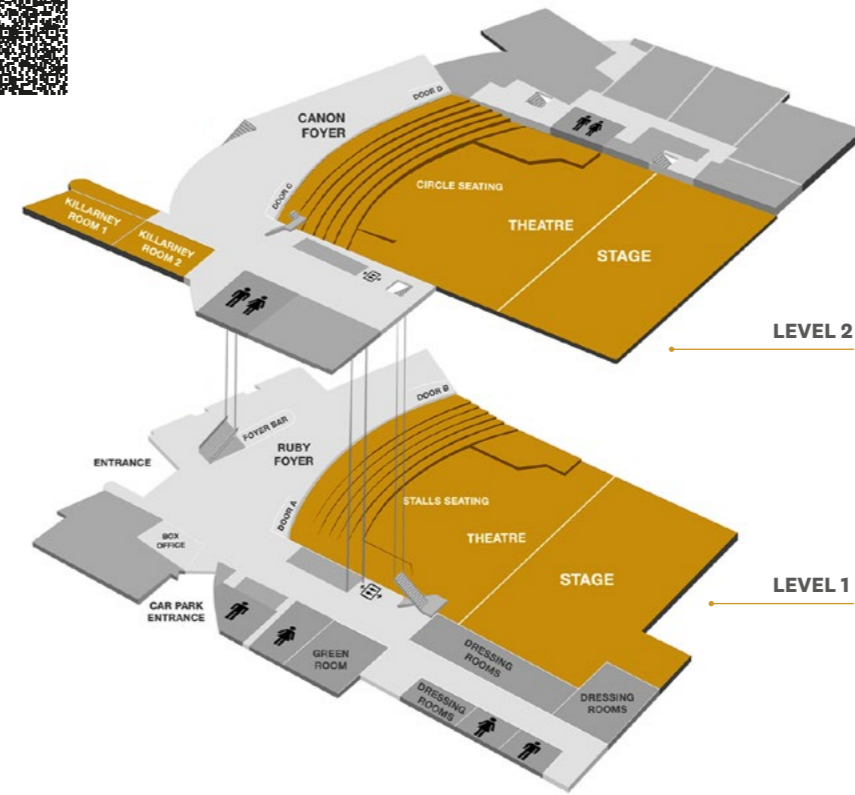 DOOR D
CANON
FOYER
DOOR C
CIRCLE SEATING
KILLARNEY
ROOM 1
KILLARNEY
ROOM 2
THEATRE
STAGE
LEVEL 2
DOOR B
FOYER BAR
RUBY
FOYER
ENTRANCE
DOOR A
STALLS SEATING
BOX
OFFICE
THEATRE
STAGE
LEVEL 1
CAR PARK
ENTRANCE
GREEN
ROOM
DRESSING
ROOMS
DRESSING
ROOMS
DRESSING
ROOMS